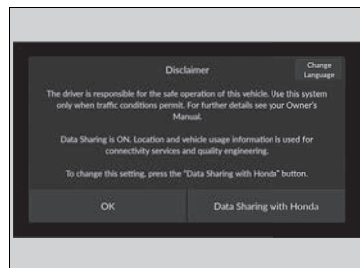 Disclaimer
Change
Language
The driver is responsible for the safe operation of this vehicle. Use this system
only when traffic conditions permit. For further details see your Owner's
Manual.
Data Sharing is ON. Location and vehicle usage information is used for
connectivity services and quality engineering.
To change this setting, press the "Data Sharing with Honda" button.
OK
Data Sharing with Honda